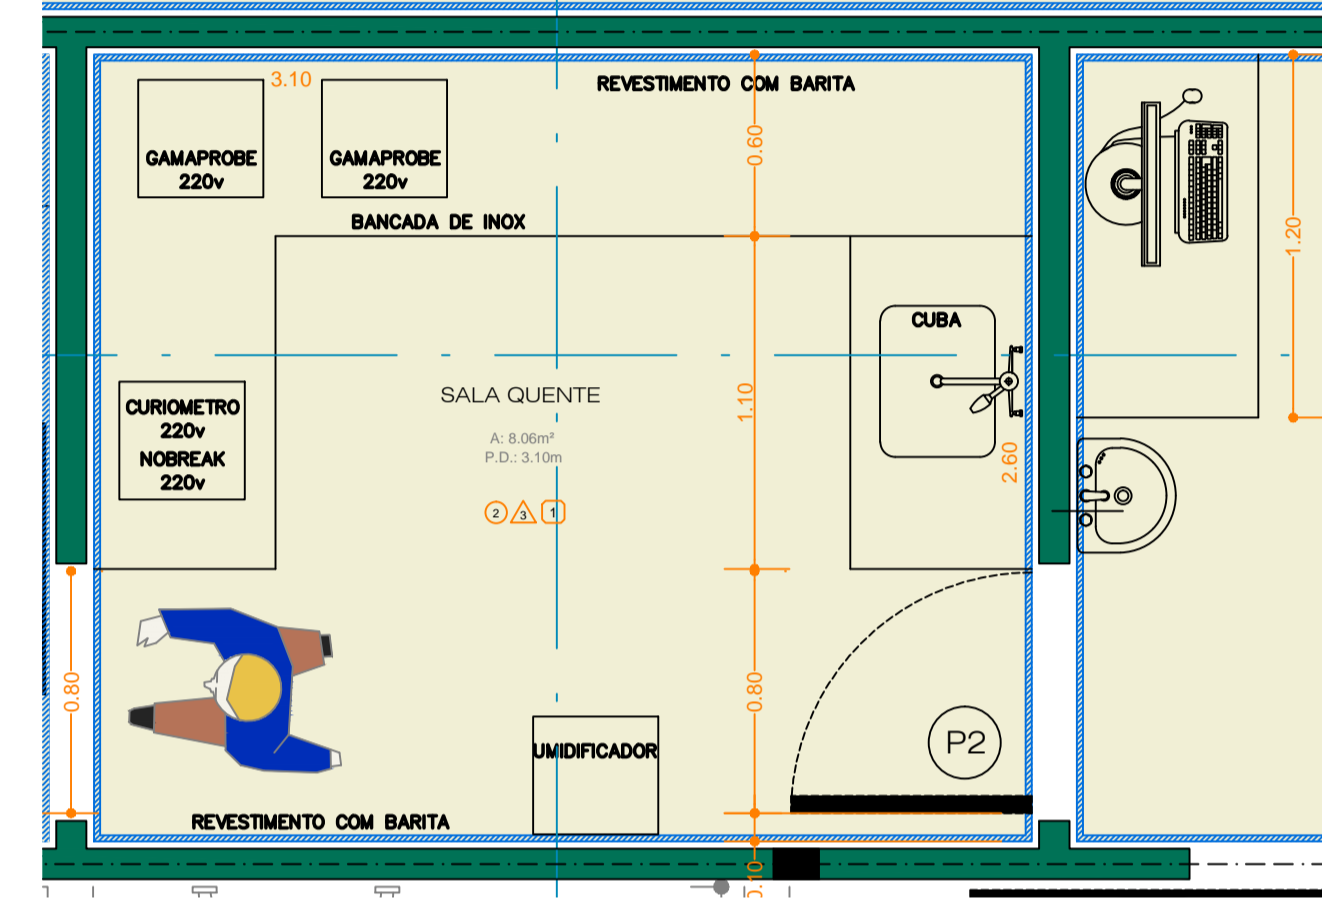 3.10
REVESTIMENTO COM BARITA
0.60
GAMAPROBE
220v
GAMAPROBE
220v
BANCADA DE INOX
1.20
CUBA
SALA QUENTE
A: 8.06m²
P.D.: 3.10m
1.10
CURIOMETRO
220v
NOBREAK
220v
2.60
2 3 1
0.80
0.80
P2
UMIDIFICADOR
REVESTIMENTO COM BARITA
0.10